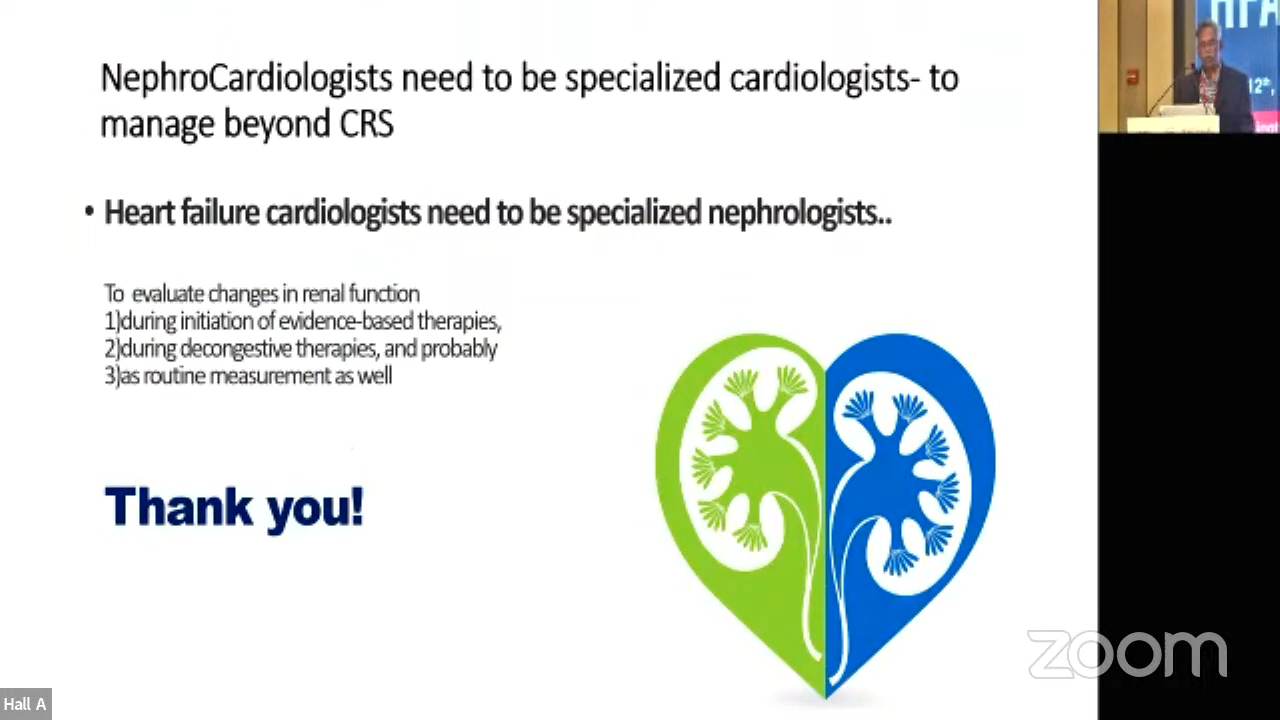 NephroCardiologists need to be specialized cardiologists- to
manage beyond CRS
• Heart failure cardiologists need to be specialized nephrologists..
To evaluate changes in renal function
1)during initiation of evidence-based therapies,
2)during decongestive therapies, and probably
3)as routine measurement as well
Thank you!
HFA
12th,
zoom
Hall A